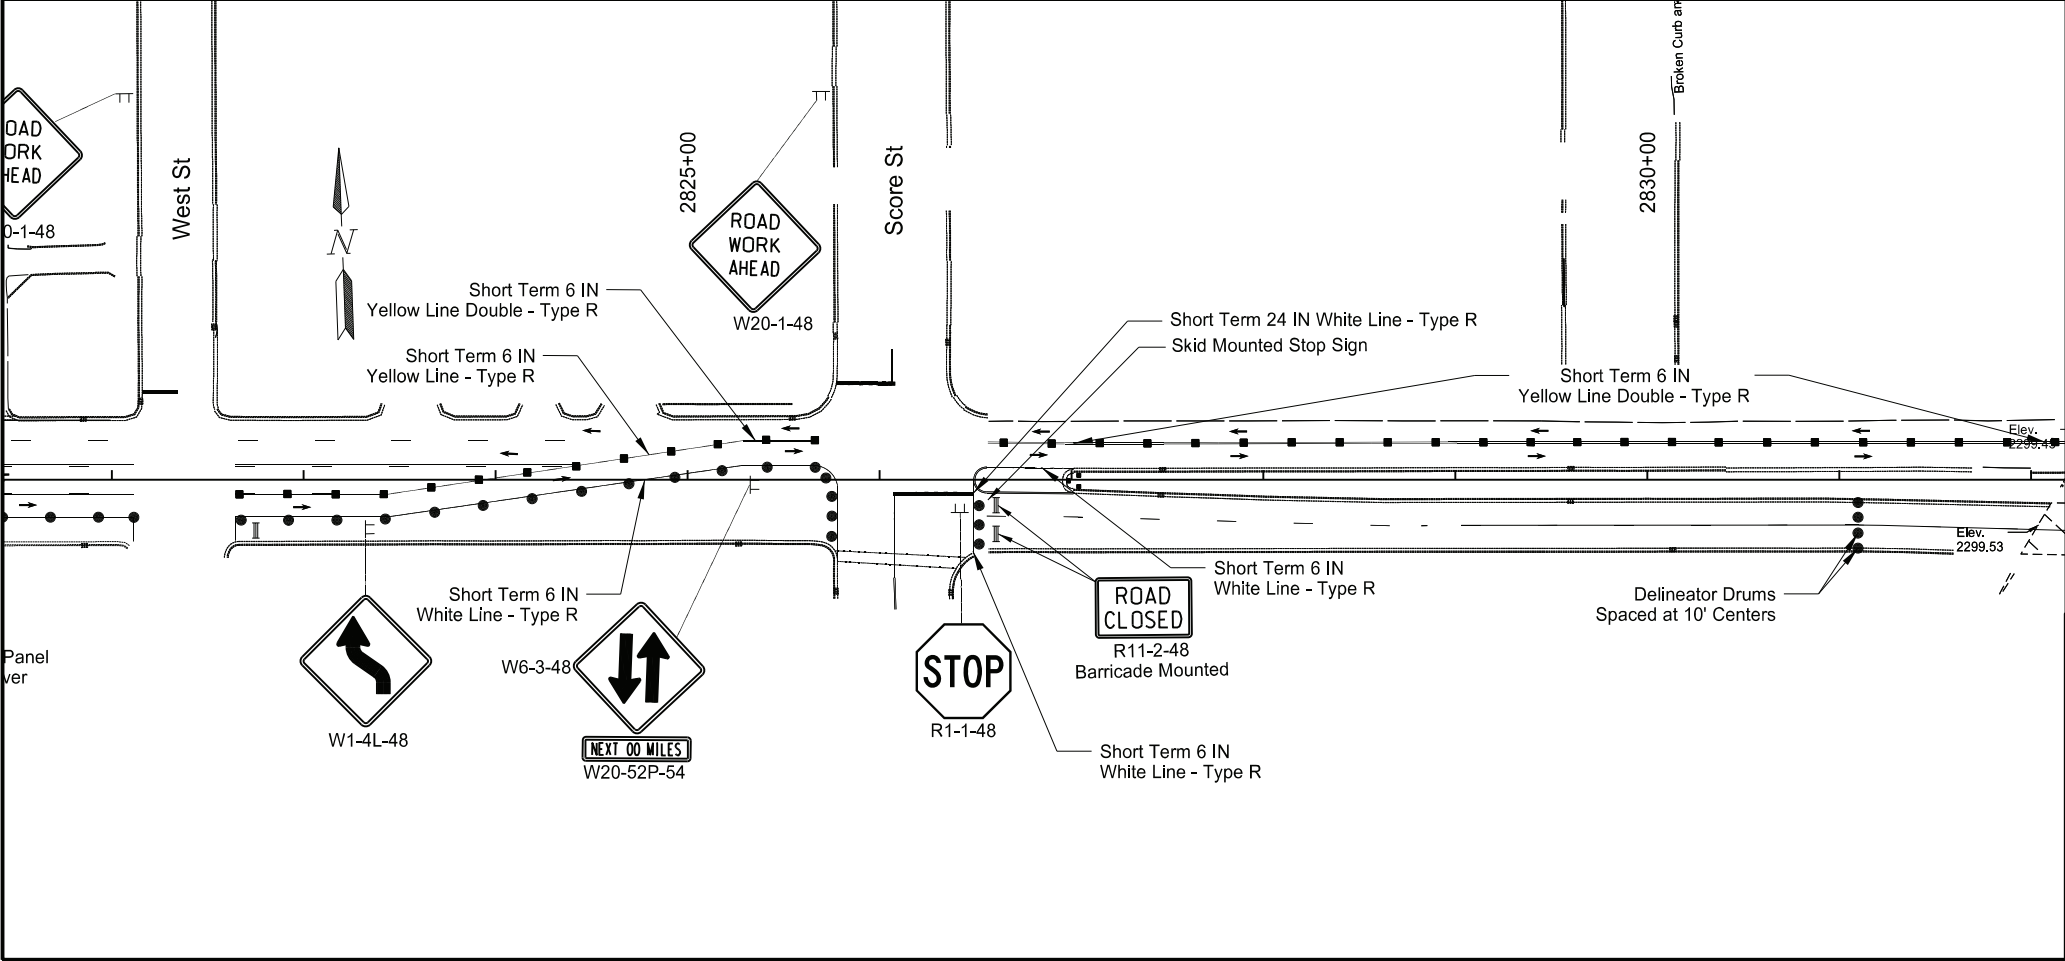 OAD
ORK
HEAD
0-1-48
West St
N
2825+00
ROAD
WORK
AHEAD
W20-1-48
Score St
2830+00
Broken Curb an
Short Term 6 IN
Yellow Line Double - Type R
Short Term 6 IN
Yellow Line - Type R
Short Term 24 IN White Line - Type R
Skid Mounted Stop Sign
Short Term 6 IN
Yellow Line Double - Type R
Elev.
2299.49
Elev.
2299.53
Short Term 6 IN
White Line - Type R
Short Term 6 IN
White Line - Type R
Delineator Drums
Spaced at 10' Centers
ROAD
CLOSED
R11-2-48
Barricade Mounted
Panel
ver
W1-4L-48
W6-3-48
NEXT 00 MILES
W20-52P-54
STOP
R1-1-48
Short Term 6 IN
White Line - Type R